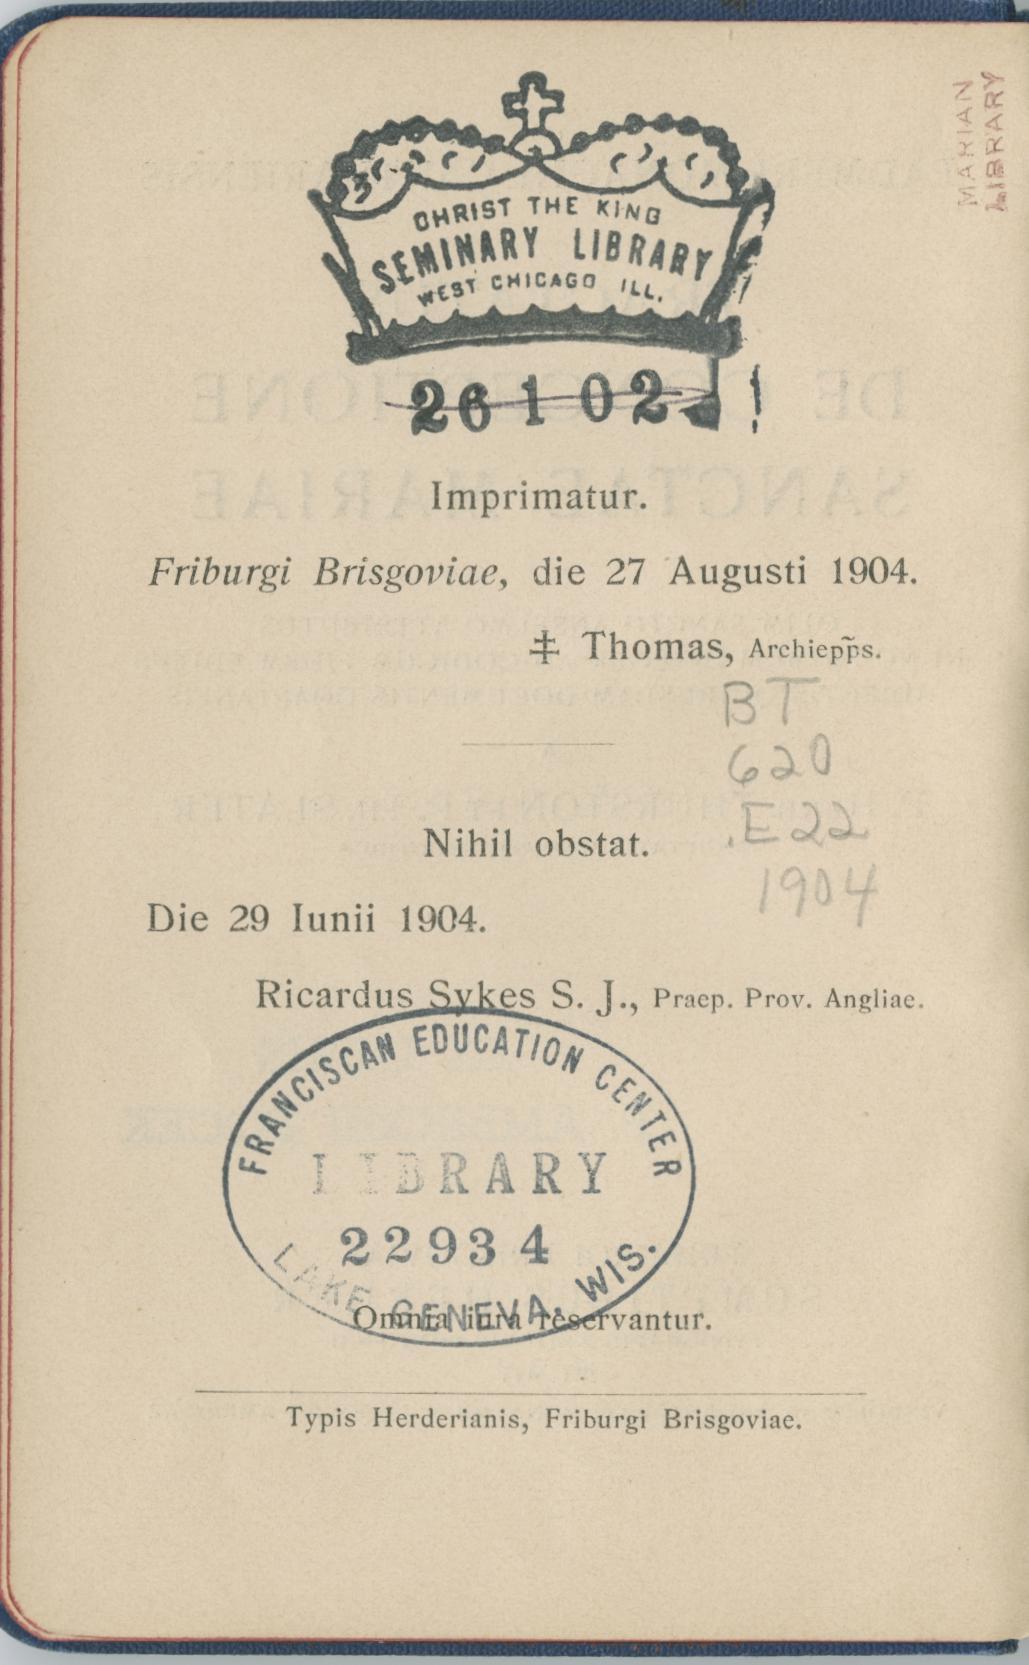 MARIAN
LIBRARY
CHRIST THE KING
SEMINARY LIBRARY
WEST CHICAGO ILL.
26102
Imprimatur.
Friburgi Brisgoviae, die 27 Augusti 1904.
‡ Thomas, Archiepp̃s.
BT
620
.E22
1904
Nihil obstat.
Die 29 Iunii 1904.
Ricardus Sykes S. J., Praep. Prov. Angliae.
FRANCISCAN EDUCATION CENTER
LIBRARY
22934
LAKE GENEVA, WIS.
Omnia iura reservantur.
Typis Herderianis, Friburgi Brisgoviae.